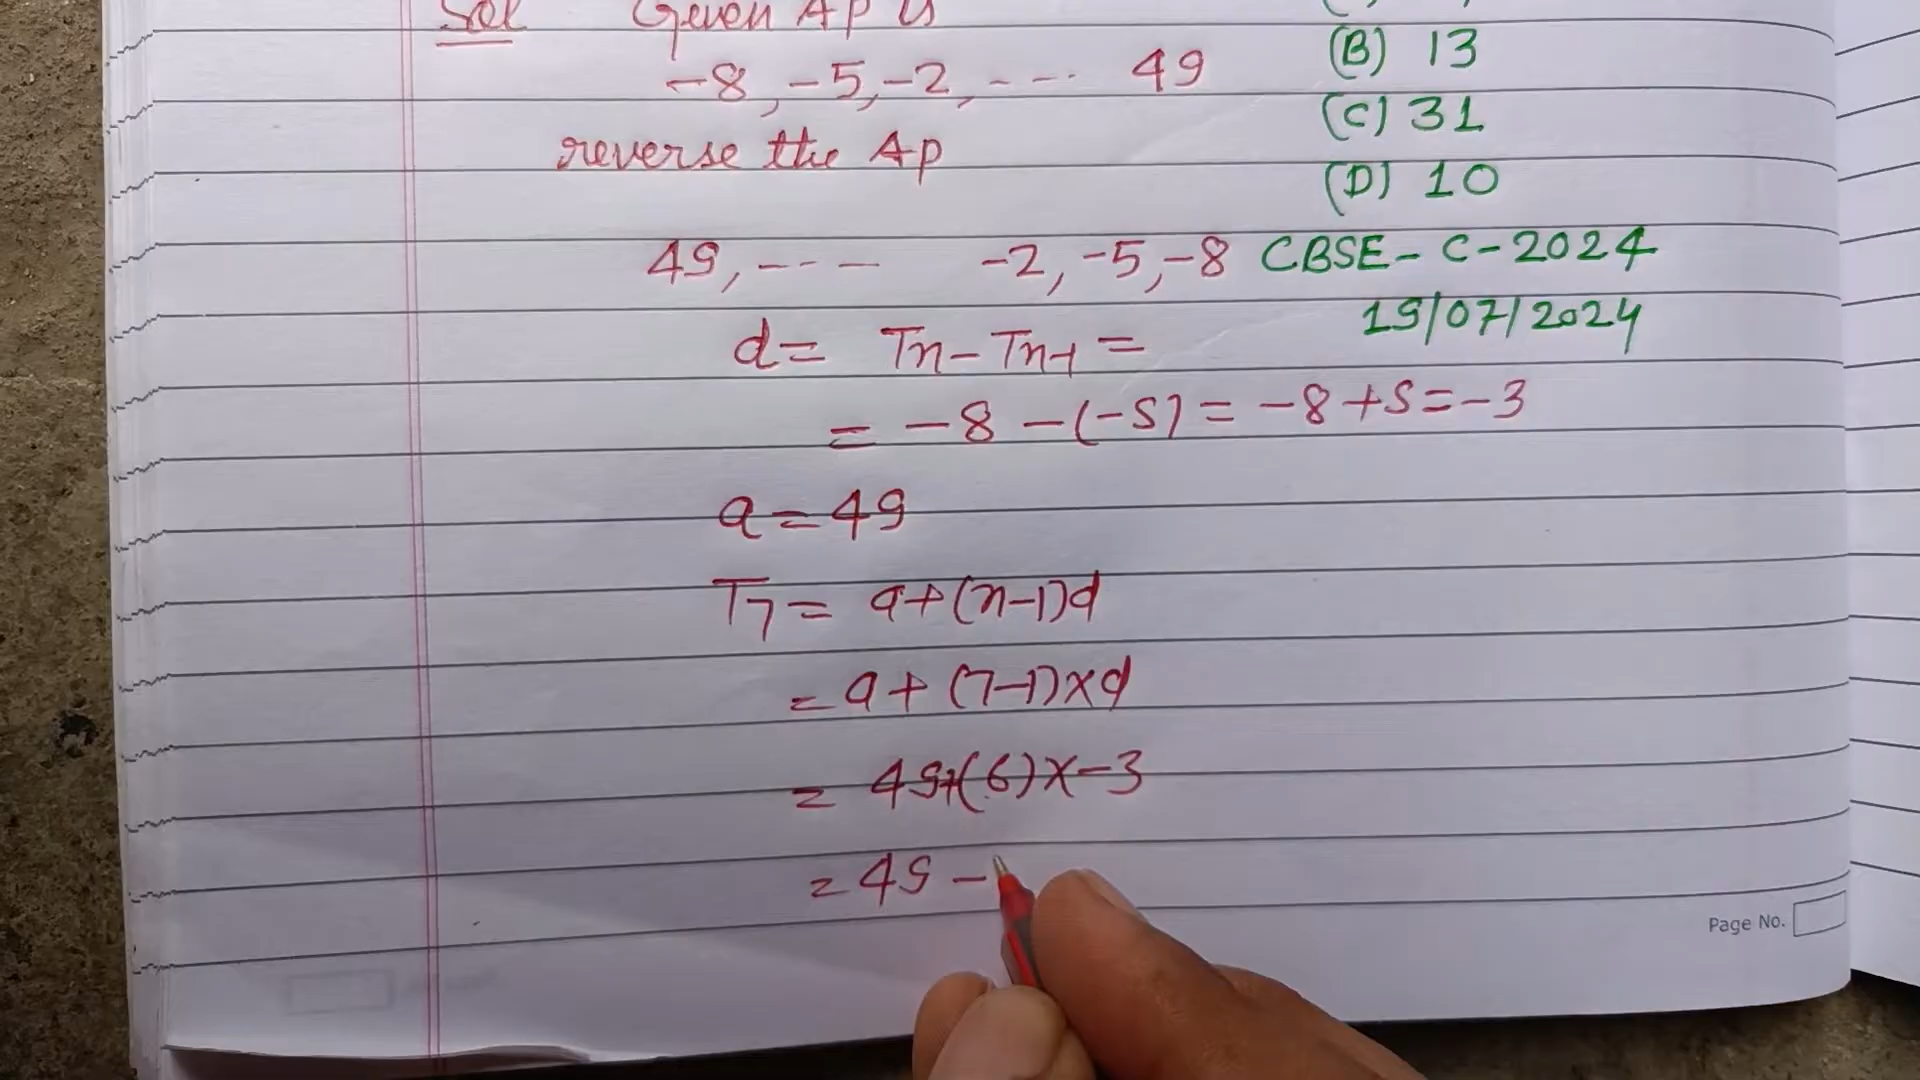 Sol Given AP is
-8, -5, -2, - - - 49
(B) 13
(C) 31
reverse the AP
(D) 10
49, - - - -2, -5, -8
CBSE - C - 2024
19/07/2024
d = Tn - Tn-1 =
= -8 - (-5) = -8 + 5 = -3
a = 49
T7 = a + (n-1)d
= a + (7-1) x d
= 49 + (6) x -3
= 49 -
Page No.